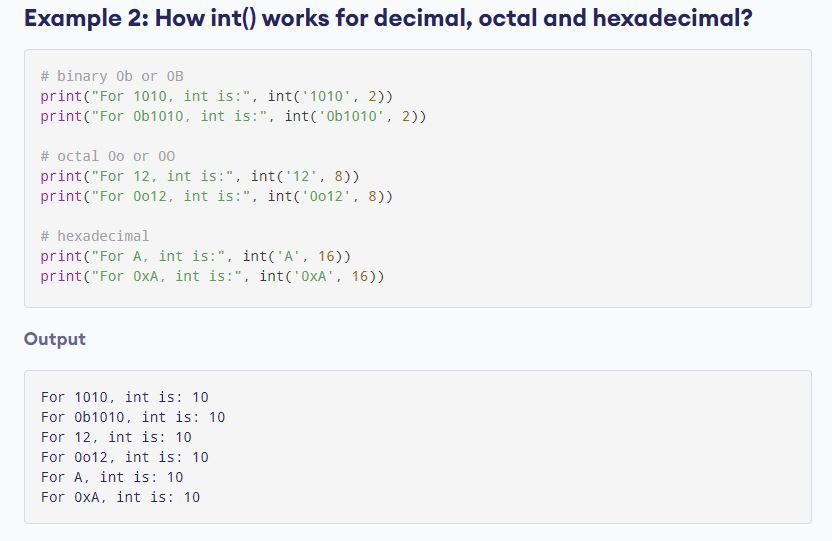 Example 2: How int() works for decimal, octal and hexadecimal?
# binary 0b or 0B
print("For 1010, int is:", int('1010', 2))
print("For 0b1010, int is:", int('0b1010', 2))
# octal 0o or 0O
print("For 12, int is:", int('12', 8))
print("For 0o12, int is:", int('0o12', 8))
# hexadecimal
print("For A, int is:", int('A', 16))
print("For 0xA, int is:", int('0xA', 16))
Output
For 1010, int is: 10
For 0b1010, int is: 10
For 12, int is: 10
For 0o12, int is: 10
For A, int is: 10
For 0xA, int is: 10